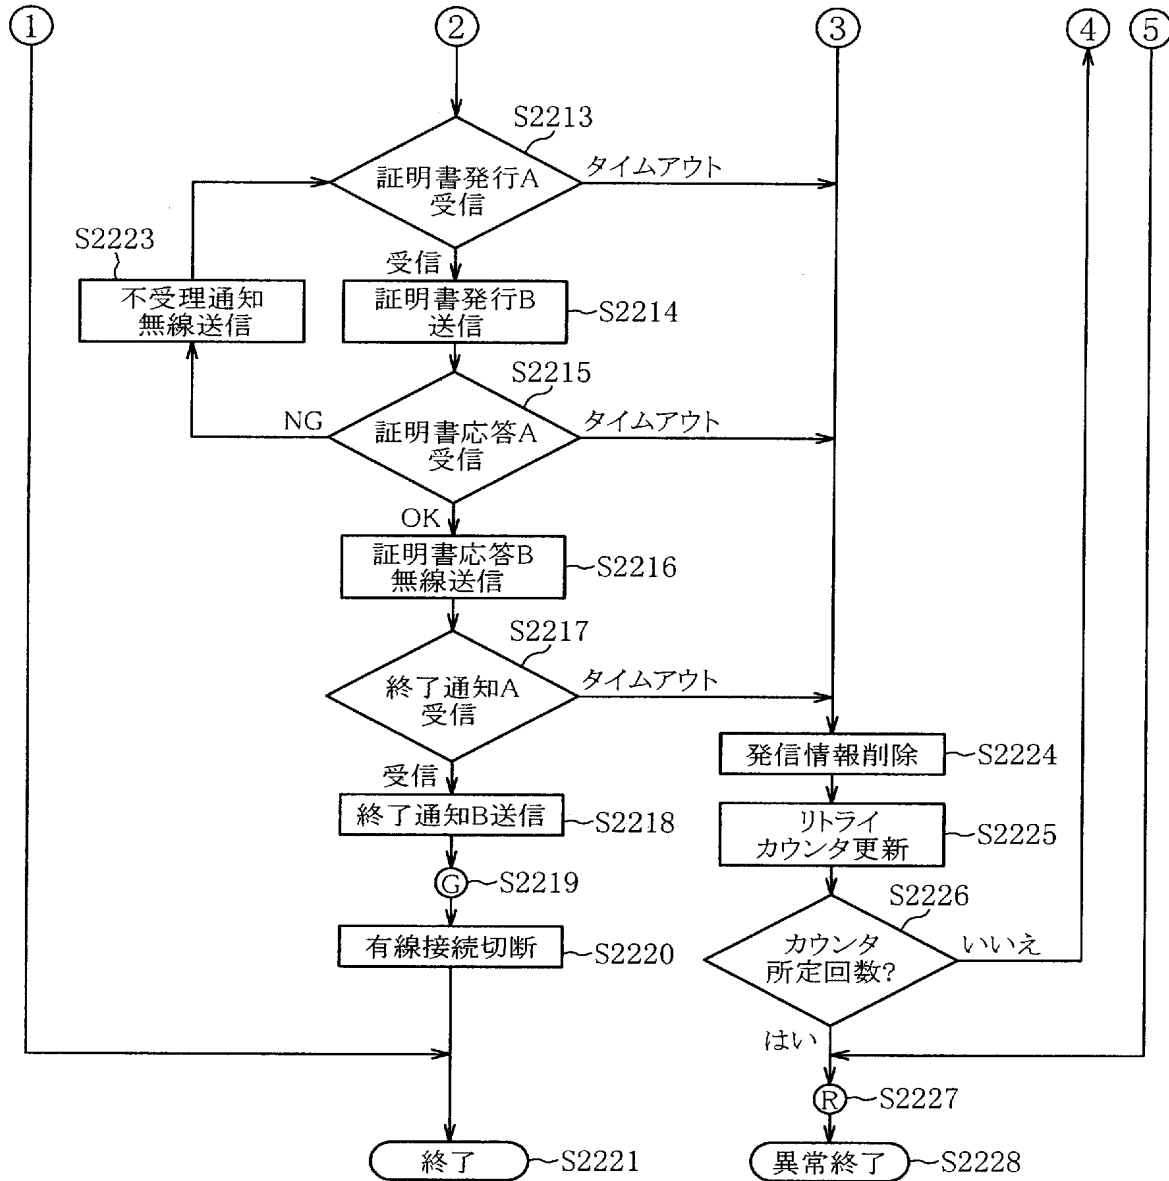 ①
②
③
④
⑤
S2213
証明書発行A
受信
タイムアウト
S2223
不受理通知
無線送信
受信
証明書発行B
送信
S2214
S2215
NG
証明書応答A
受信
タイムアウト
OK
証明書応答B
無線送信
S2216
S2217
終了通知A
受信
タイムアウト
発信情報削除
S2224
受信
終了通知B送信
S2218
リトライ
カウンタ更新
S2225
G
S2219
S2226
有線接続切断
S2220
カウンタ
所定回数?
いいえ
はい
R
S2227
終了
S2221
異常終了
S2228